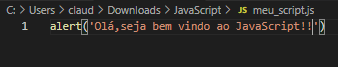 C: > Users > claud > Downloads > JavaScript > JS meu_script.js
1 alert('Olá,seja bem vindo ao JavaScript!!')